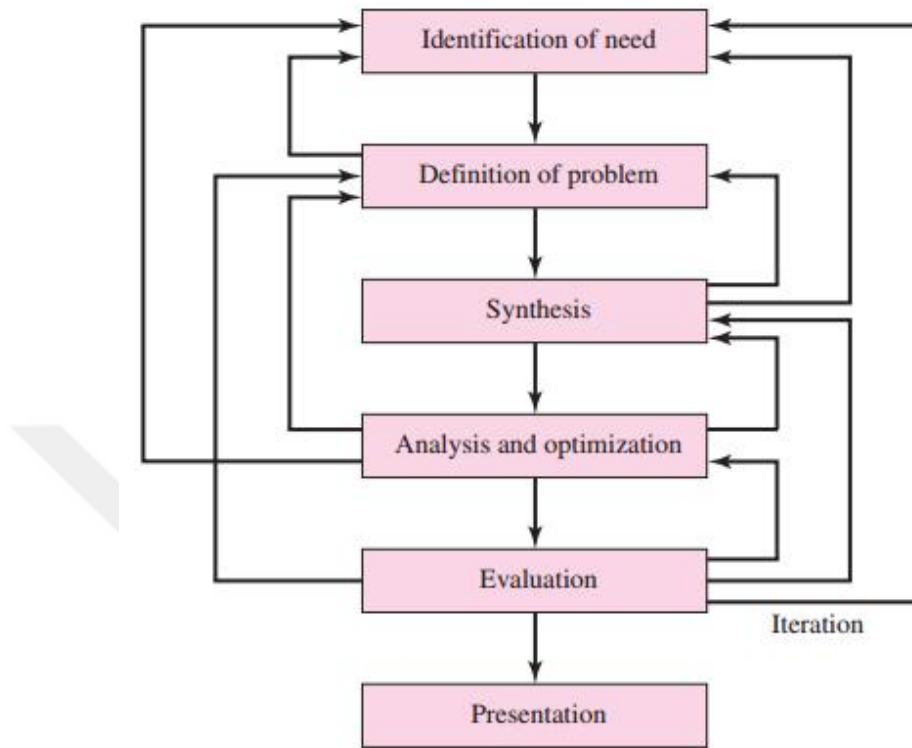 Identification of need
Definition of problem
Synthesis
Analysis and optimization
Evaluation
Iteration
Presentation